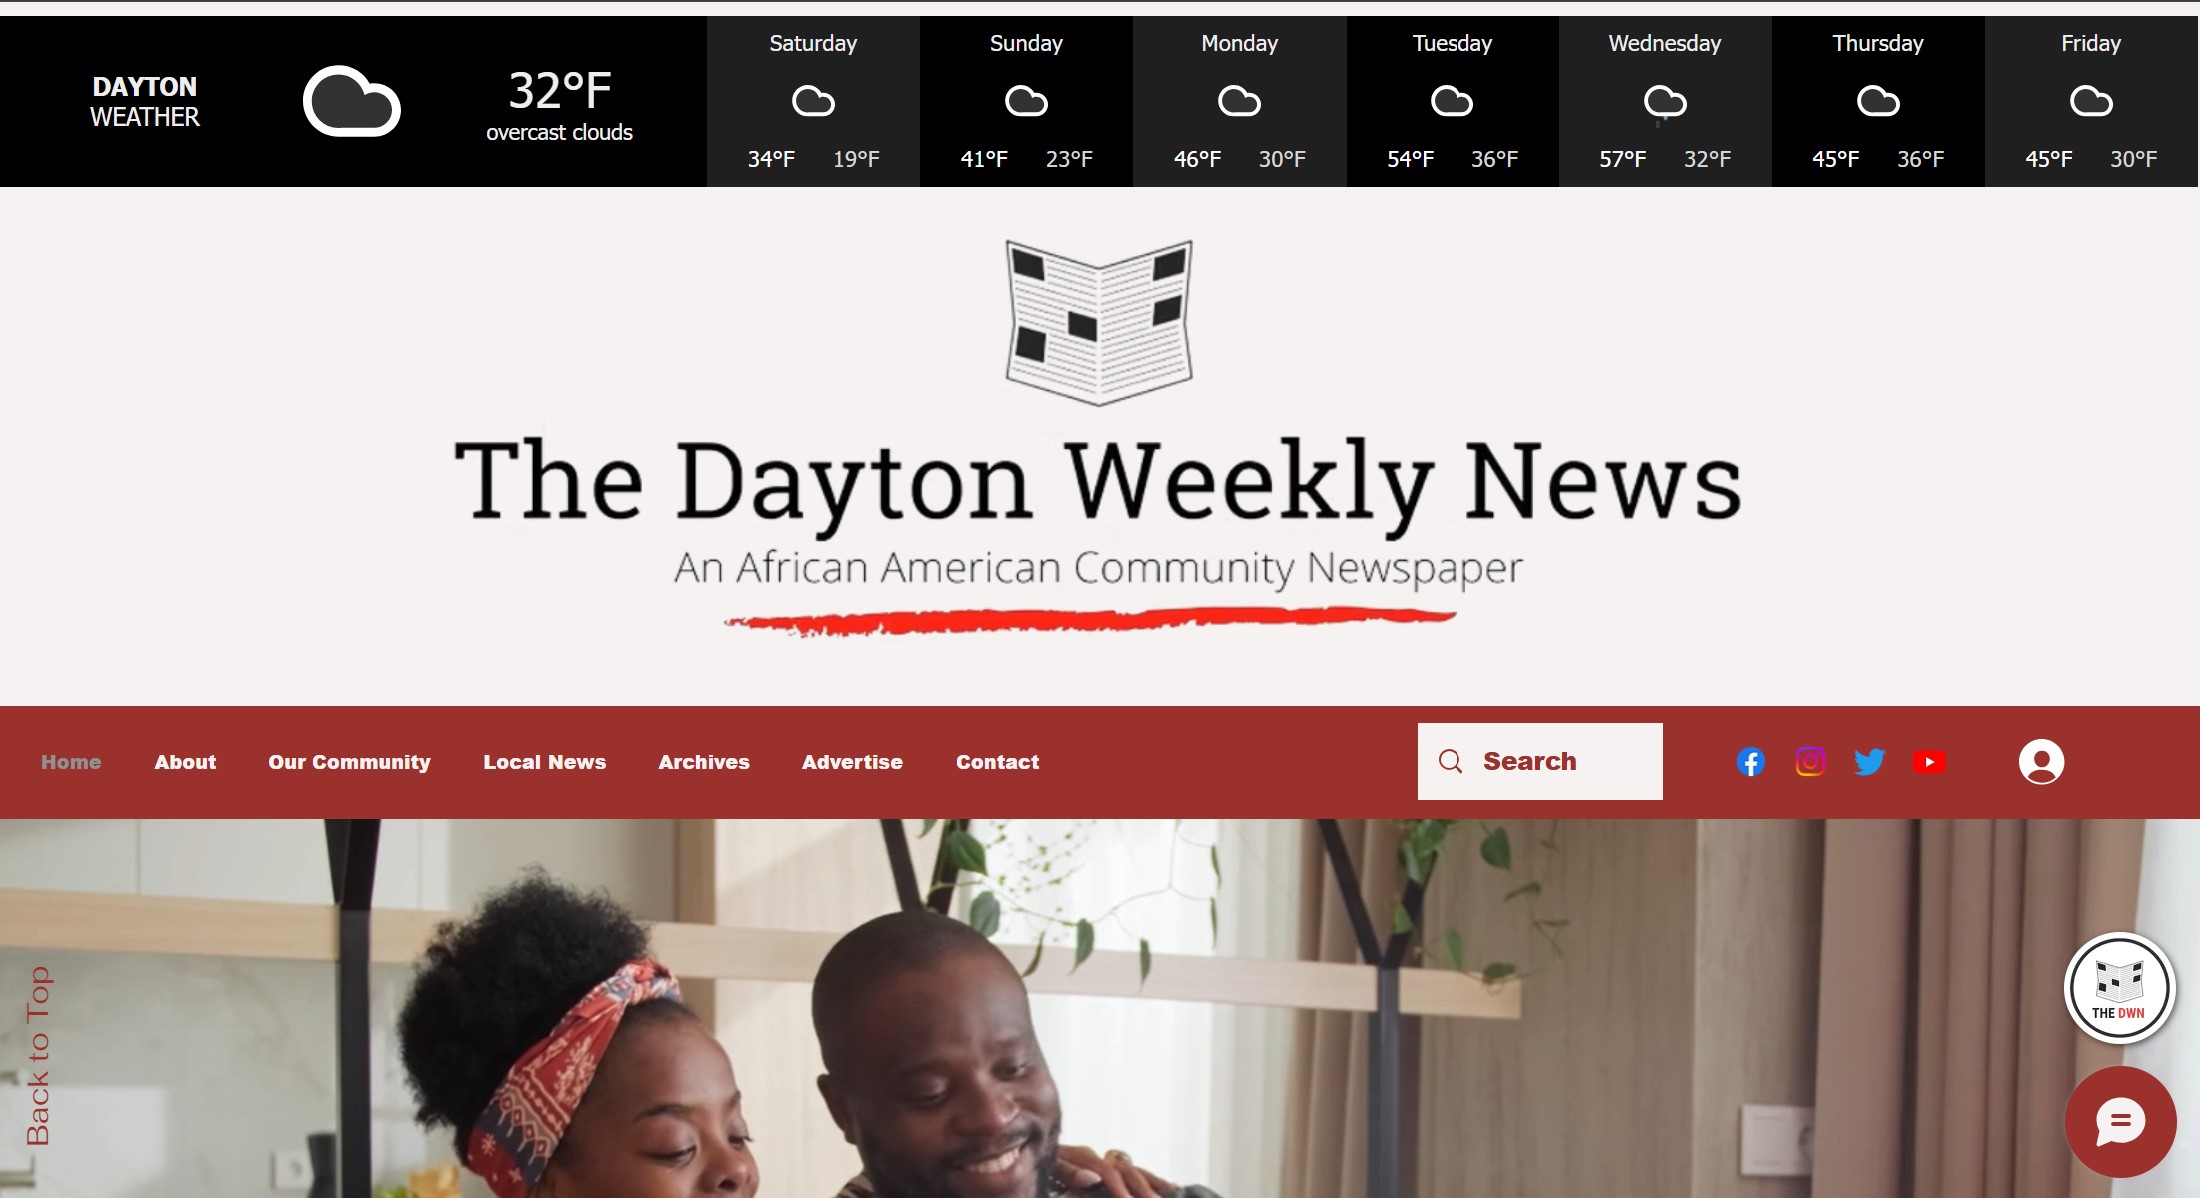 DAYTON
WEATHER
32°F
overcast clouds
Saturday
34°F 19°F
Sunday
41°F 23°F
Monday
46°F 30°F
Tuesday
54°F 36°F
Wednesday
57°F 32°F
Thursday
45°F 36°F
Friday
45°F 30°F
The Dayton Weekly News
An African American Community Newspaper
Home About Our Community Local News Archives Advertise Contact
Search
Back to Top
THE DWN